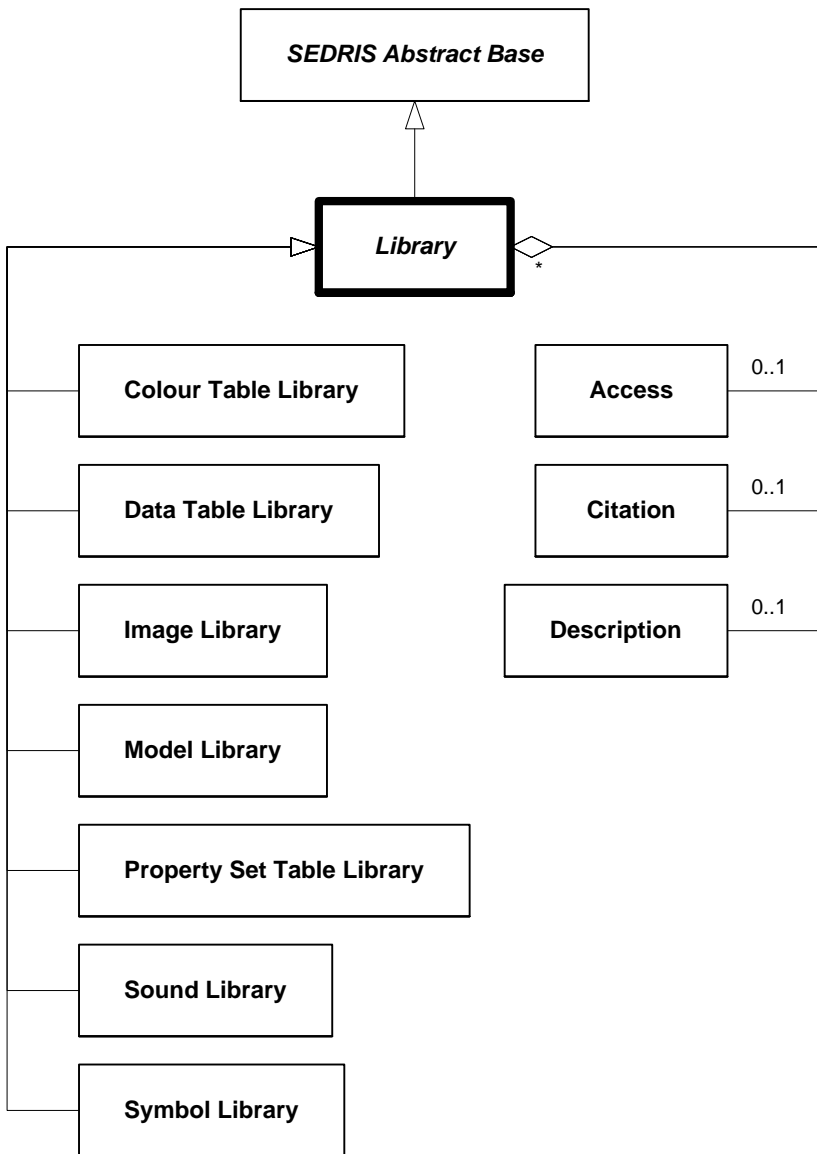 SEDRIS Abstract Base
Library
*
Colour Table Library
Access
0..1
Data Table Library
Citation
0..1
Image Library
Description
0..1
Model Library
Property Set Table Library
Sound Library
Symbol Library